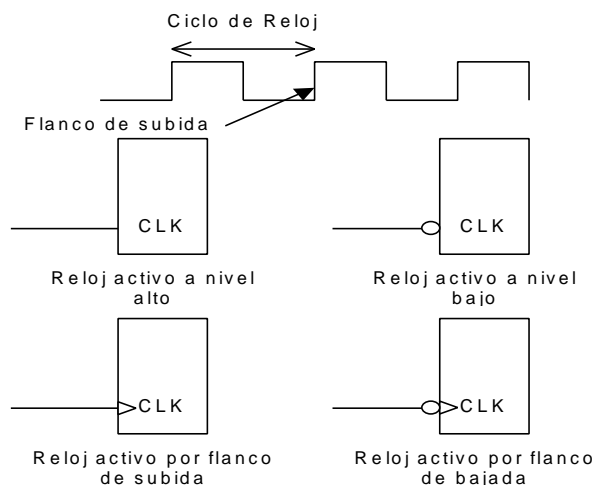 Ciclo de Reloj
Flanco de subida
CLK
CLK
Reloj activo a nivel
alto
Reloj activo a nivel
bajo
CLK
CLK
Reloj activo por flanco
de subida
Reloj activo por flanco
de bajada